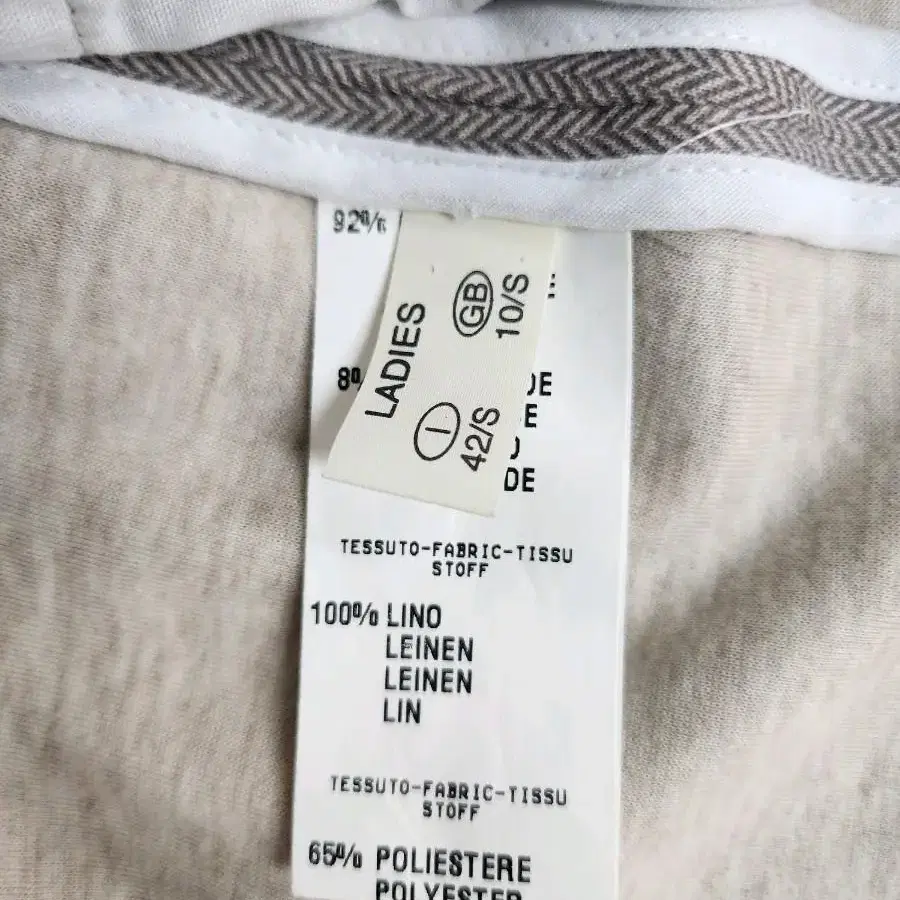 92%
LADIES
GB
10/S
I
42/S
TESSUTO-FABRIC-TISSU
STOFF
100% LINO
LEINEN
LEINEN
LIN
TESSUTO-FABRIC-TISSU
STOFF
65% POLIESTERE
POLYESTER